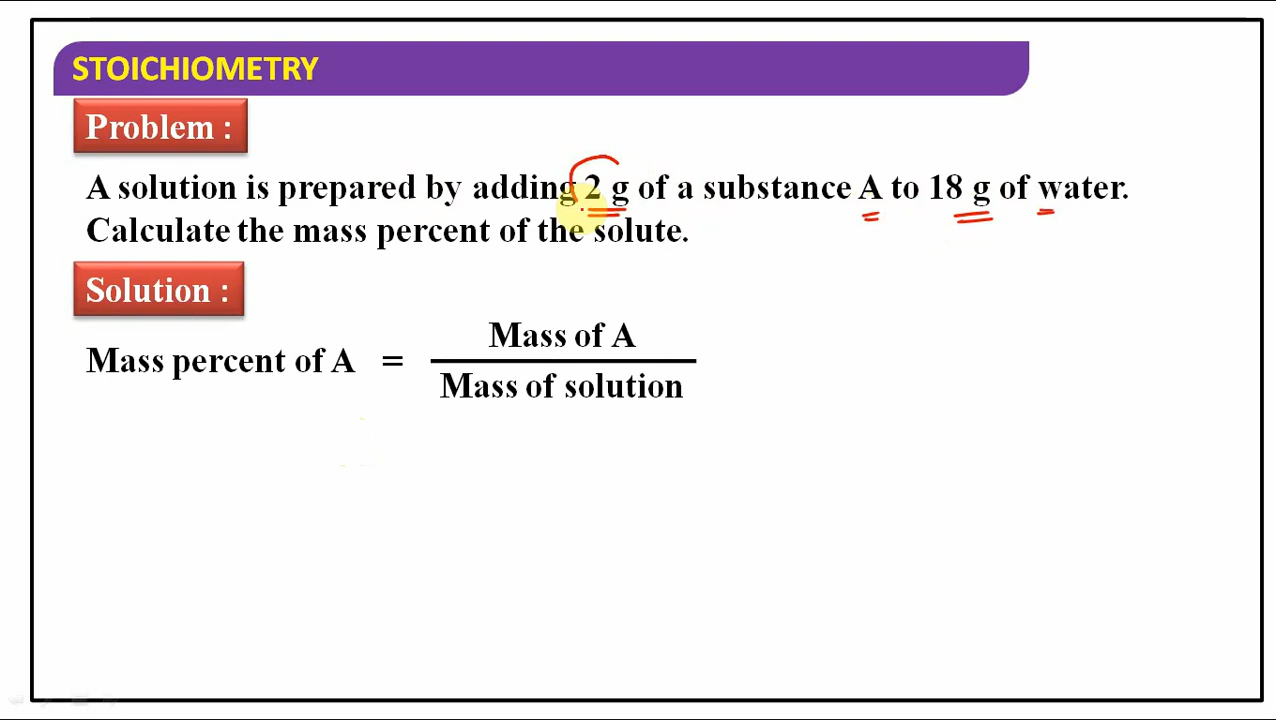 STOICHIOMETRY
Problem :
A solution is prepared by adding 2 g of a substance A to 18 g of water.
Calculate the mass percent of the solute.
Solution :
Mass percent of A = Mass of A
Mass of solution